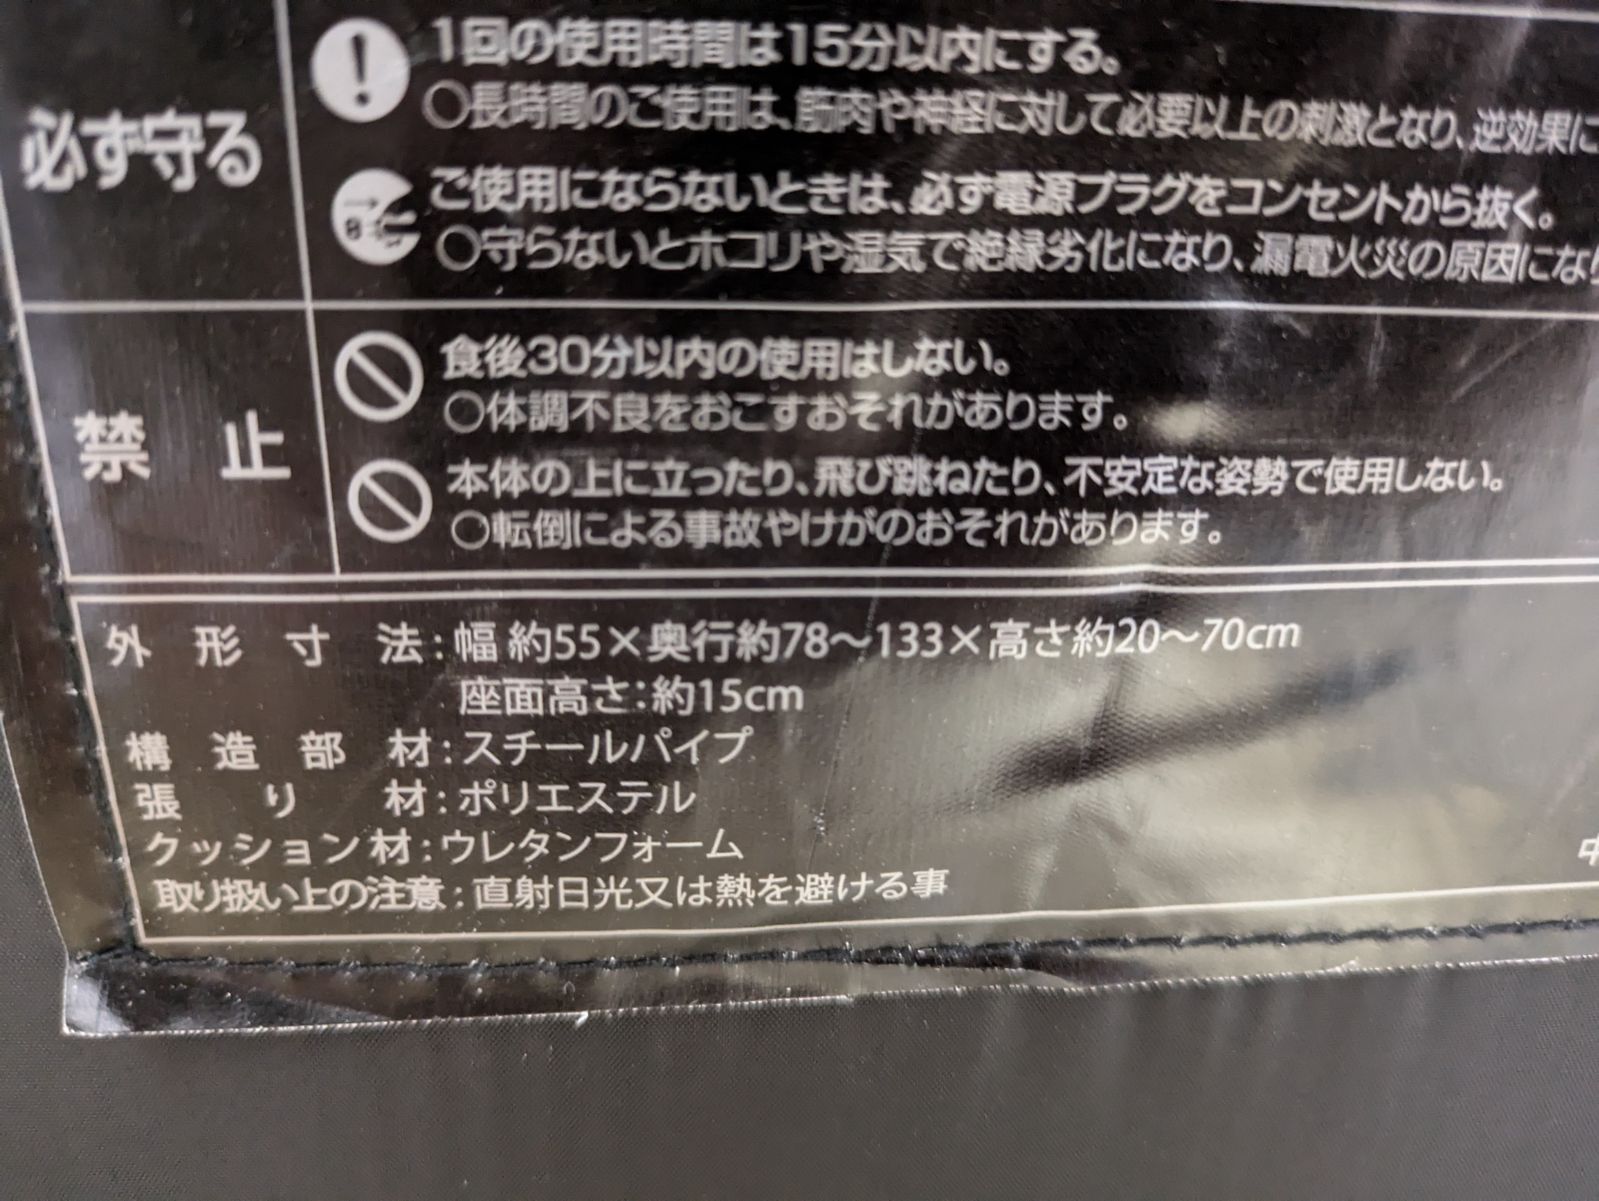 必ず守る
1回の使用時間は15分以内にする。
○長時間のご使用は、筋肉や神経に対して必要以上の刺激となり、逆効果に
ご使用にならないときは、必ず電源プラグをコンセントから抜く。
○守らないとホコリや湿気で絶縁劣化になり、漏電火災の原因になり
禁止
食後30分以内の使用はしない。
○体調不良をおこすおそれがあります。
本体の上に立ったり、飛び跳ねたり、不安定な姿勢で使用しない。
○転倒による事故やけがのおそれがあります。
外形寸法：幅 約55×奥行約78～133×高さ約20～70cm
座面高さ：約15cm
構造部材：スチールパイプ
張り材：ポリエステル
クッション材：ウレタンフォーム
取り扱い上の注意：直射日光又は熱を避ける事
中